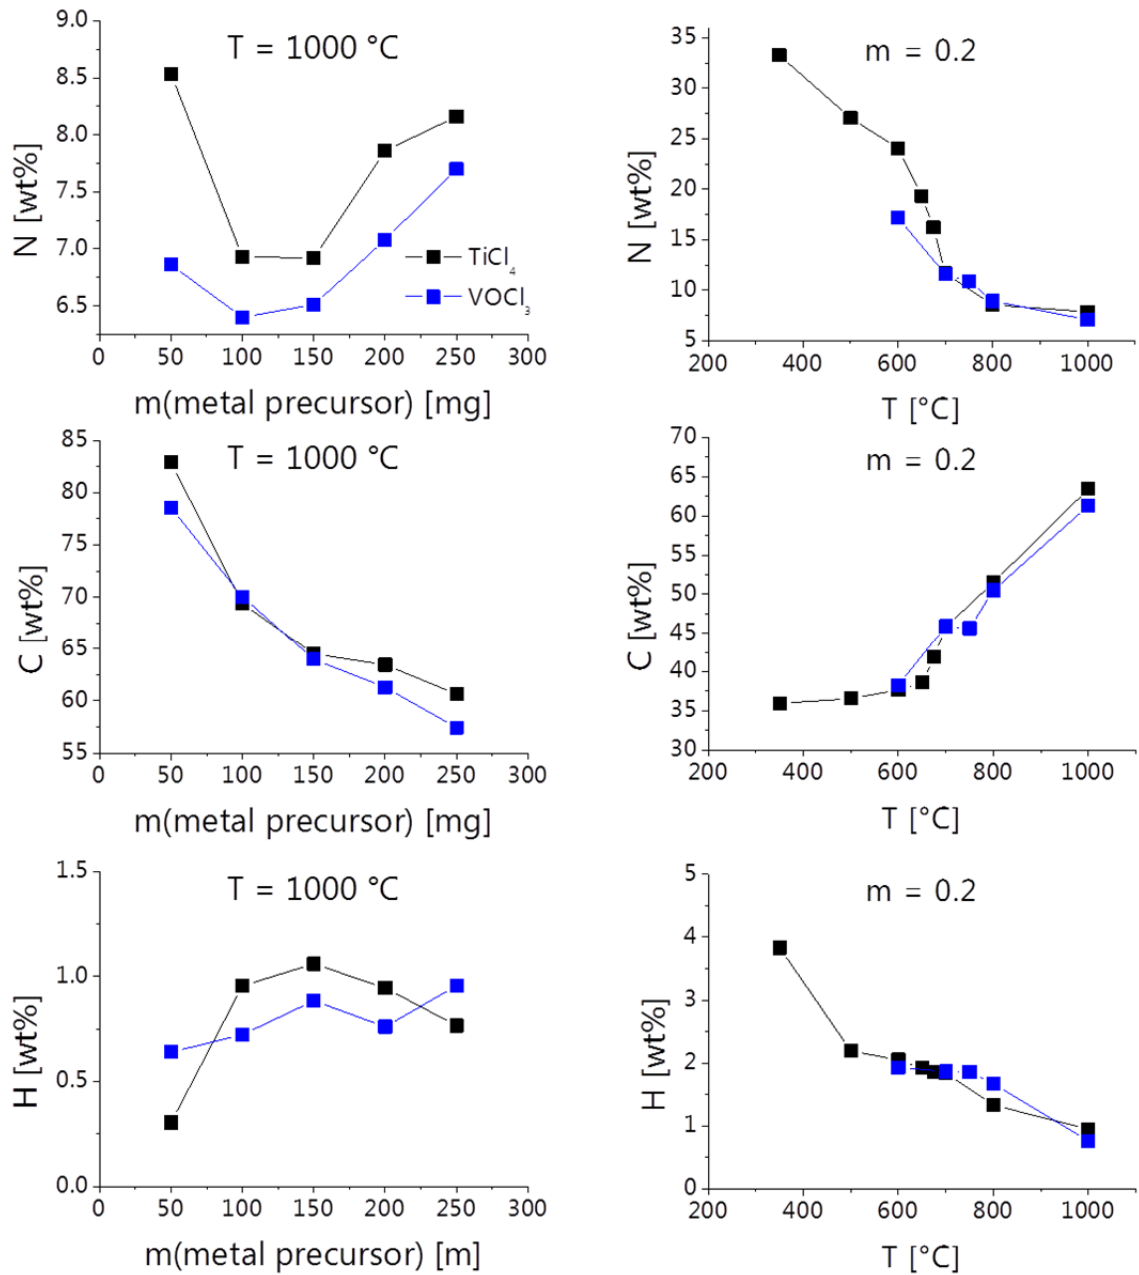 T = 1000 °C
N [wt%]
9.0
8.5
8.0
7.5
7.0
6.5
TiCl4
VOCl3
0 50 100 150 200 250 300
m(metal precursor) [mg]
m = 0.2
N [wt%]
35
30
25
20
15
10
5
200 400 600 800 1000
T [°C]
T = 1000 °C
C [wt%]
85
80
75
70
65
60
55
0 50 100 150 200 250 300
m(metal precursor) [mg]
m = 0.2
C [wt%]
70
65
60
55
50
45
40
35
30
200 400 600 800 1000
T [°C]
T = 1000 °C
H [wt%]
1.5
1.0
0.5
0.0
0 50 100 150 200 250 300
m(metal precursor) [m]
m = 0.2
H [wt%]
5
4
3
2
1
0
200 400 600 800 1000
T [°C]